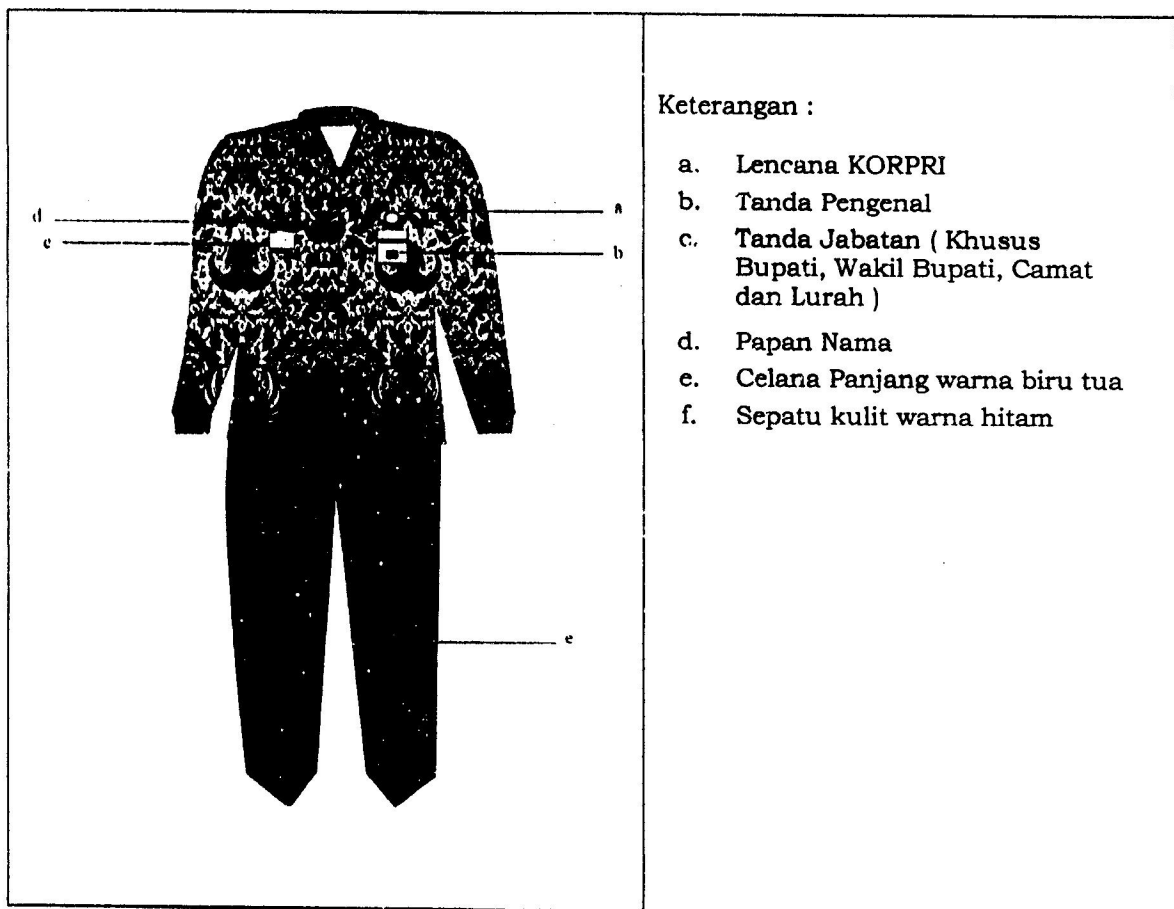 d
c
a
b
e
Keterangan :
a. Lencana KORPRI
b. Tanda Pengenal
c. Tanda Jabatan ( Khusus
Bupati, Wakil Bupati, Camat
dan Lurah )
d. Papan Nama
e. Celana Panjang warna biru tua
f. Sepatu kulit warna hitam